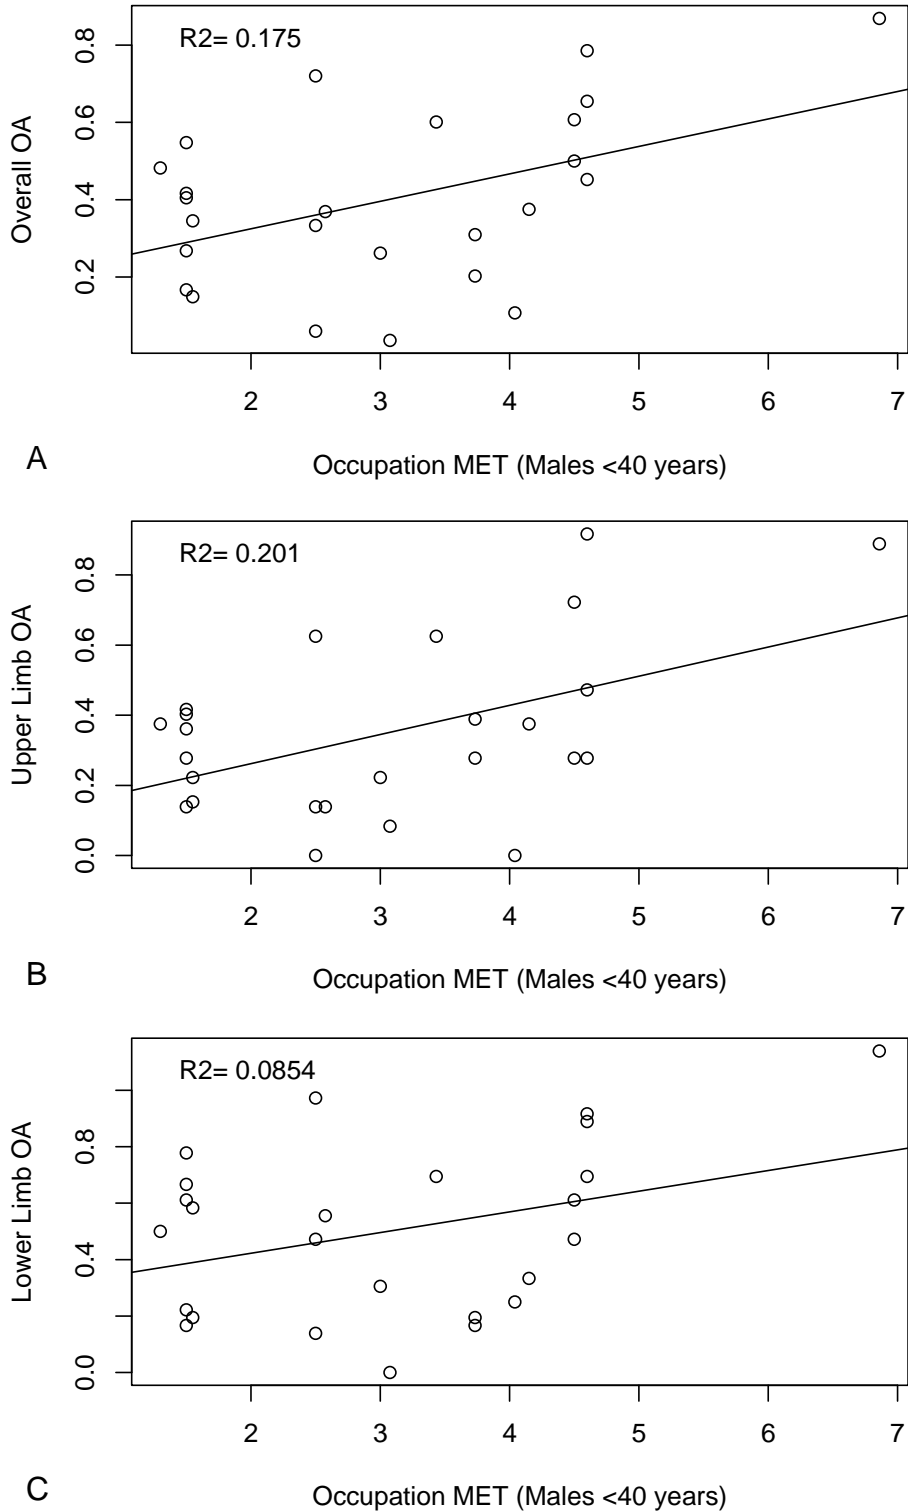 R2= 0.175
Overall OA
0.8
0.6
0.4
0.2
2 3 4 5 6 7
Occupation MET (Males <40 years)
A
R2= 0.201
Upper Limb OA
0.8
0.6
0.4
0.2
0.0
2 3 4 5 6 7
Occupation MET (Males <40 years)
B
R2= 0.0854
Lower Limb OA
0.8
0.4
0.0
2 3 4 5 6 7
Occupation MET (Males <40 years)
C